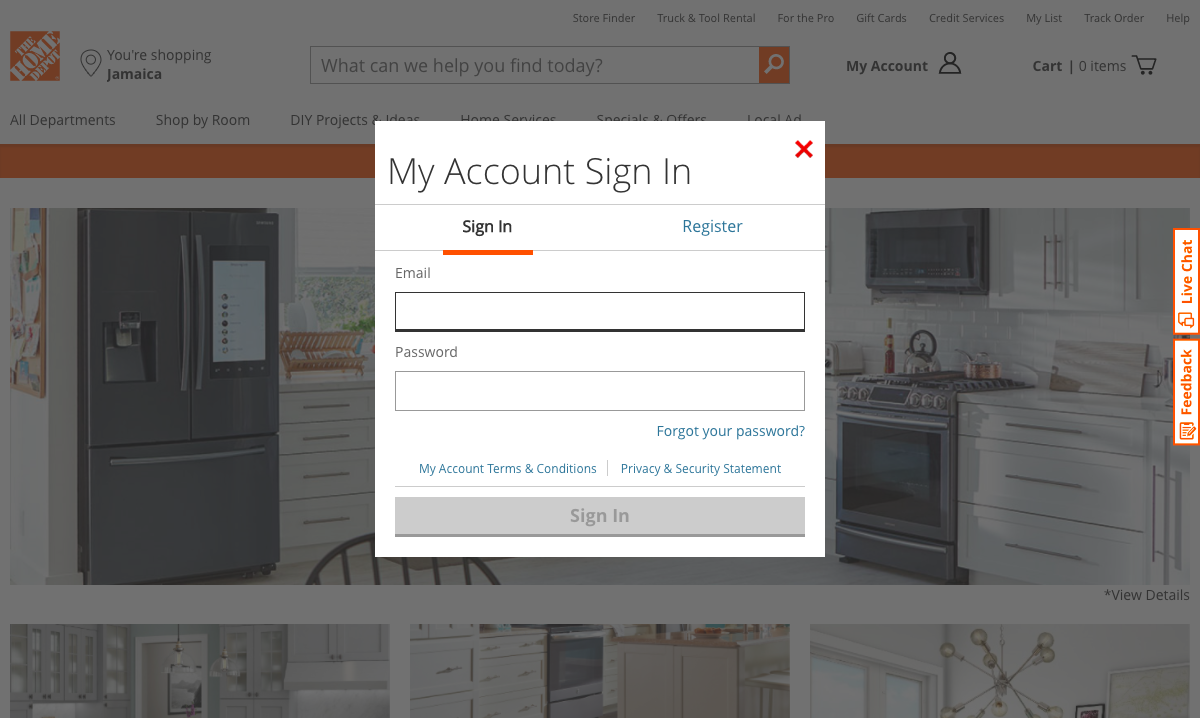 Store Finder Truck & Tool Rental For the Pro Gift Cards Credit Services My List Track Order Help
THE HOME DEPOT
You're shopping
Jamaica
What can we help you find today?
My Account
Cart | 0 items
All Departments Shop by Room DIY Projects & Ideas Home Services Specials & Offers Local Ad
My Account Sign In
Sign In Register
Email
Password
Forgot your password?
My Account Terms & Conditions Privacy & Security Statement
Sign In
Live Chat
Feedback
*View Details